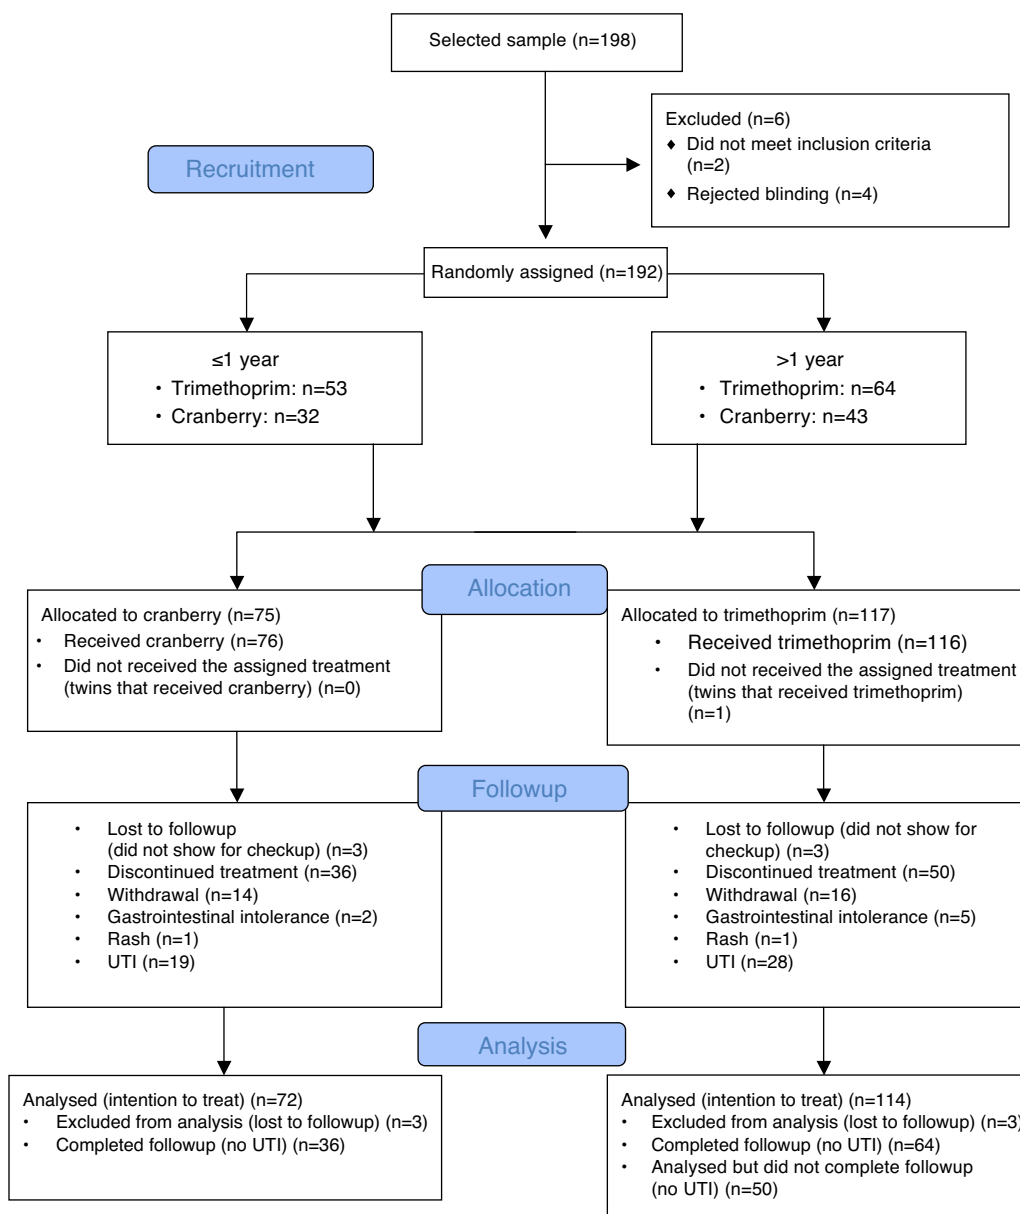 Selected sample (n=198)
Excluded (n=6)
♦ Did not meet inclusion criteria
(n=2)
♦ Rejected blinding (n=4)
Recruitment
Randomly assigned (n=192)
≤1 year
• Trimethoprim: n=53
• Cranberry: n=32
>1 year
• Trimethoprim: n=64
• Cranberry: n=43
Allocation
Allocated to cranberry (n=75)
• Received cranberry (n=76)
• Did not received the assigned treatment
(twins that received cranberry) (n=0)
Allocated to trimethoprim (n=117)
• Received trimethoprim (n=116)
• Did not received the assigned treatment
(twins that received trimethoprim)
(n=1)
Followup
• Lost to followup
(did not show for checkup) (n=3)
• Discontinued treatment (n=36)
• Withdrawal (n=14)
• Gastrointestinal intolerance (n=2)
• Rash (n=1)
• UTI (n=19)
• Lost to followup (did not show for
checkup) (n=3)
• Discontinued treatment (n=50)
• Withdrawal (n=16)
• Gastrointestinal intolerance (n=5)
• Rash (n=1)
• UTI (n=28)
Analysis
Analysed (intention to treat) (n=72)
• Excluded from analysis (lost to followup) (n=3)
• Completed followup (no UTI) (n=36)
Analysed (intention to treat) (n=114)
• Excluded from analysis (lost to followup) (n=3)
• Completed followup (no UTI) (n=64)
• Analysed but did not complete followup
(no UTI) (n=50)